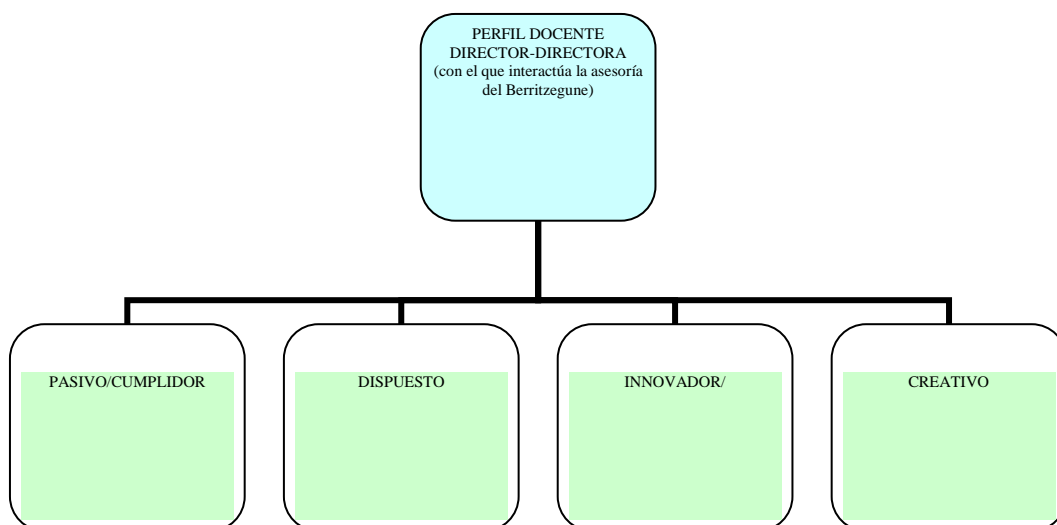 PERFIL DOCENTE
DIRECTOR-DIRECTORA
(con el que interactúa la asesoría
del Berritzegune)
PASIVO/CUMPLIDOR
DISPUESTO
INNOVADOR/
CREATIVO